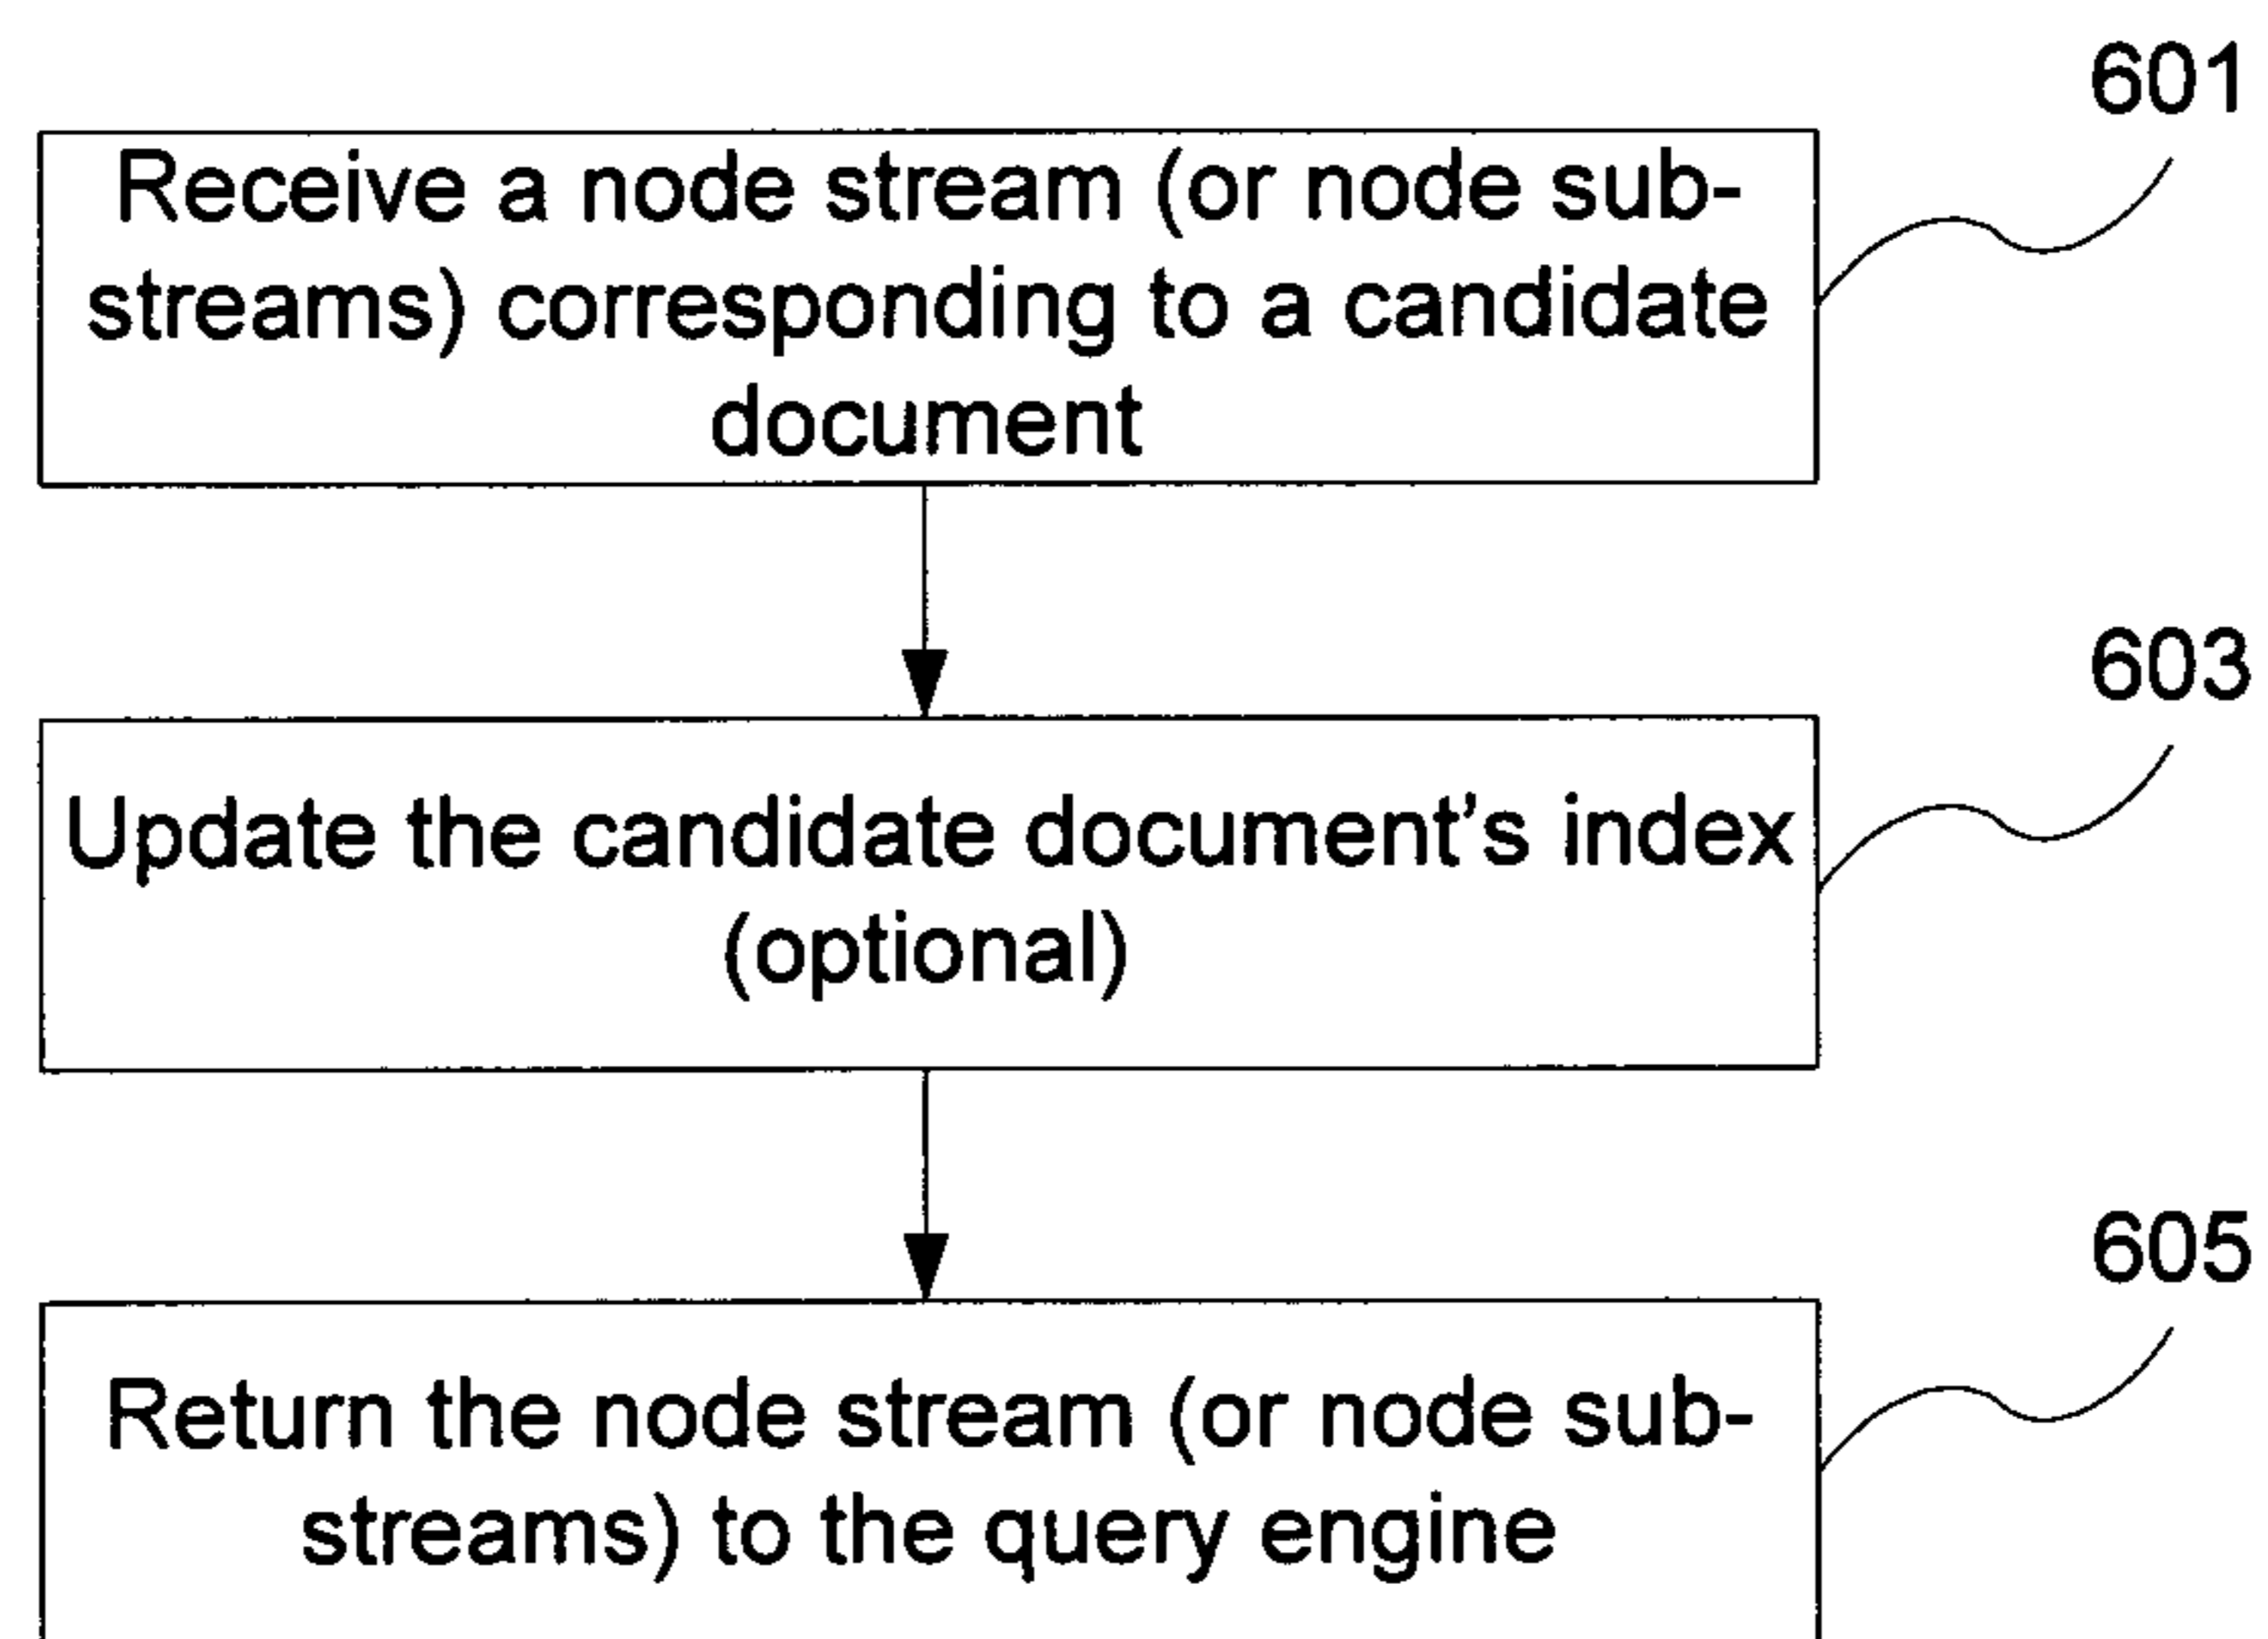 601
Receive a node stream (or node sub-
streams) corresponding to a candidate
document
603
Update the candidate document's index
(optional)
605
Return the node stream (or node sub-
streams) to the query engine